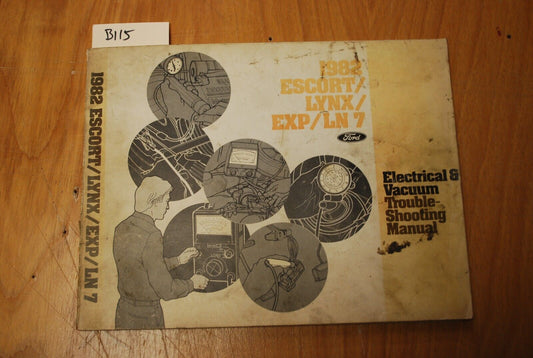 B115
1982
ESCORT/
LYNX/
EXP/LN 7
Ford
Electrical &
Vacuum
Trouble-
Shooting
Manual
1982 ESCORT/LYNX/EXP/LN 7